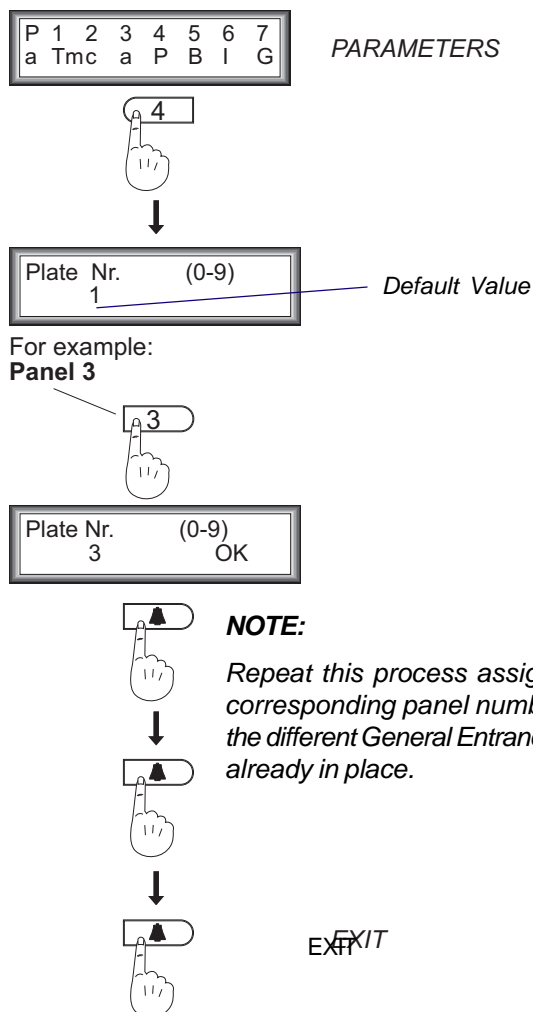 P 1 2 3 4 5 6 7
a Tmc a P B I G
PARAMETERS
4
Plate Nr. (0-9)
1
Default Value
For example:
Panel 3
3
Plate Nr. (0-9)
3 OK
NOTE:
Repeat this process assig
corresponding panel numb
the different General Entranc
already in place.
EXIT EXIT